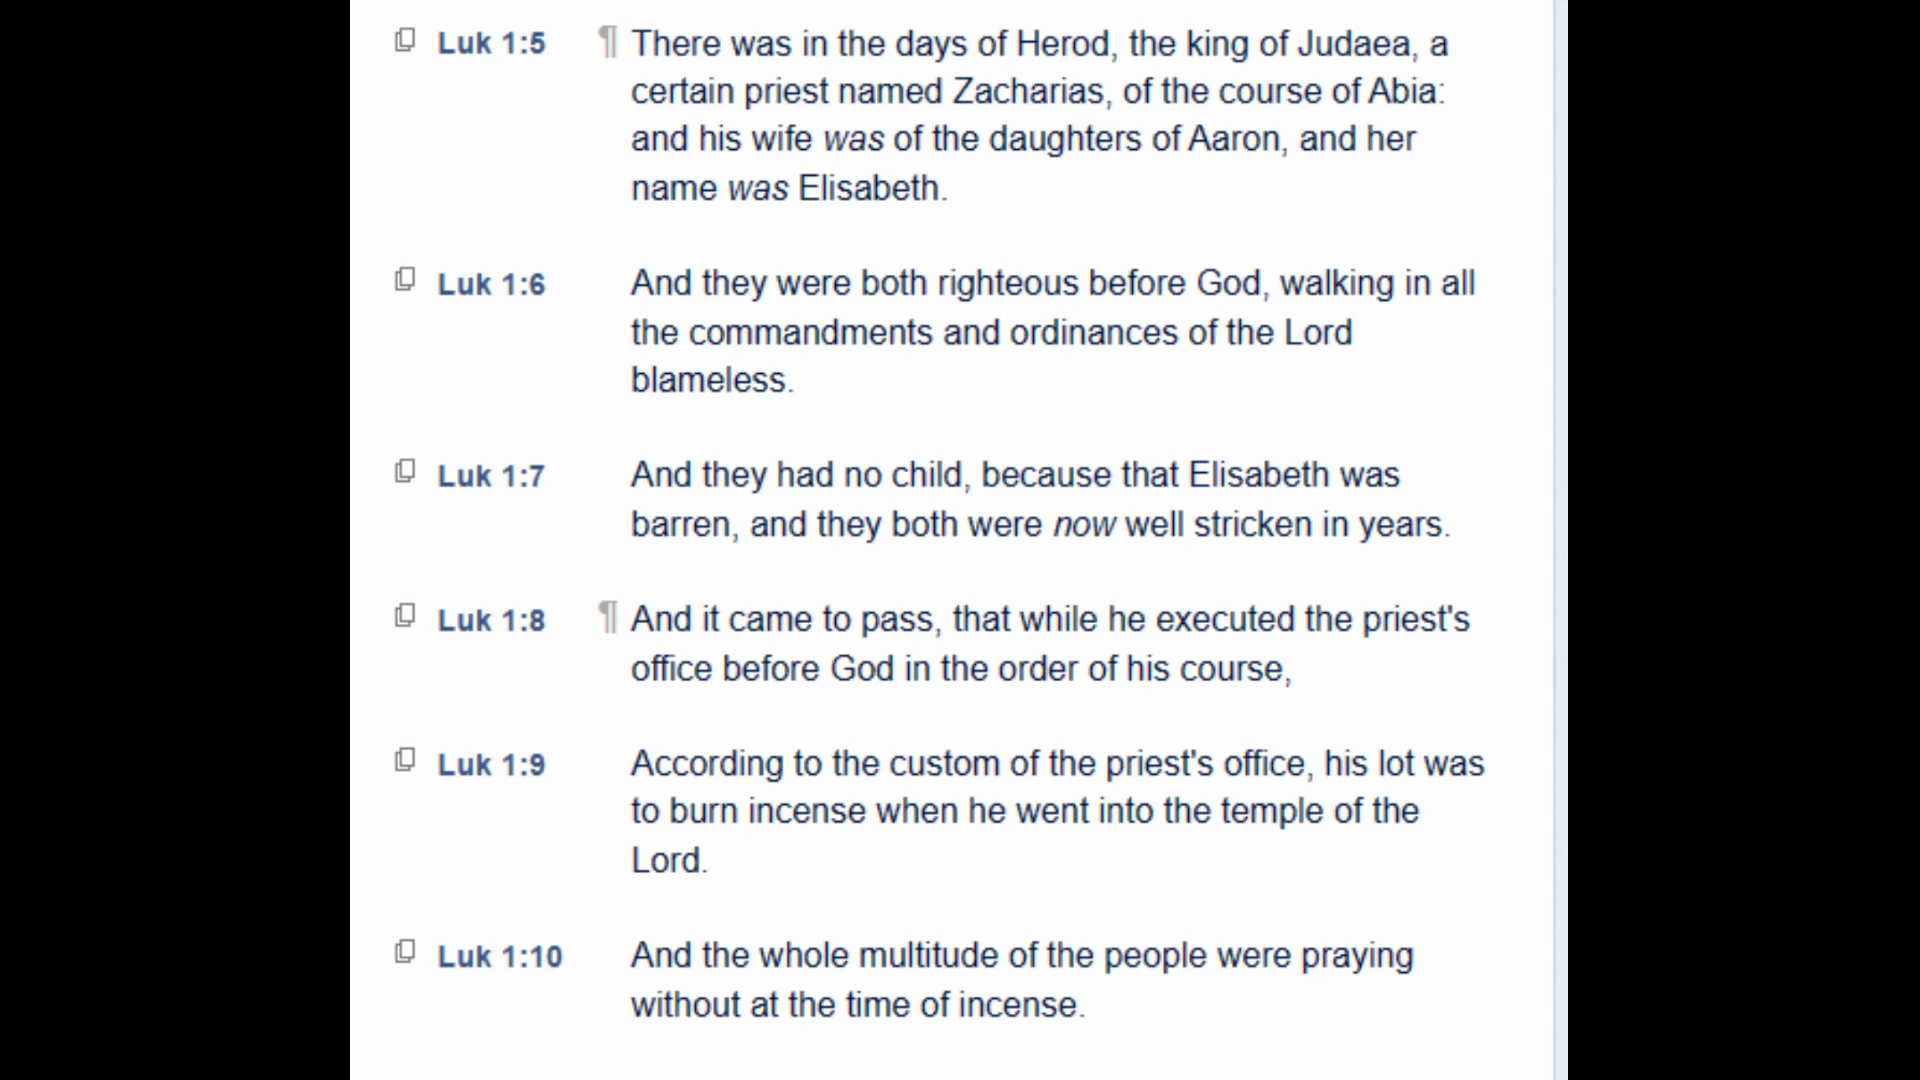 Luk 1:5 ¶ There was in the days of Herod, the king of Judaea, a
certain priest named Zacharias, of the course of Abia:
and his wife was of the daughters of Aaron, and her
name was Elisabeth.
Luk 1:6 And they were both righteous before God, walking in all
the commandments and ordinances of the Lord
blameless.
Luk 1:7 And they had no child, because that Elisabeth was
barren, and they both were now well stricken in years.
Luk 1:8 ¶ And it came to pass, that while he executed the priest's
office before God in the order of his course,
Luk 1:9 According to the custom of the priest's office, his lot was
to burn incense when he went into the temple of the
Lord.
Luk 1:10 And the whole multitude of the people were praying
without at the time of incense.